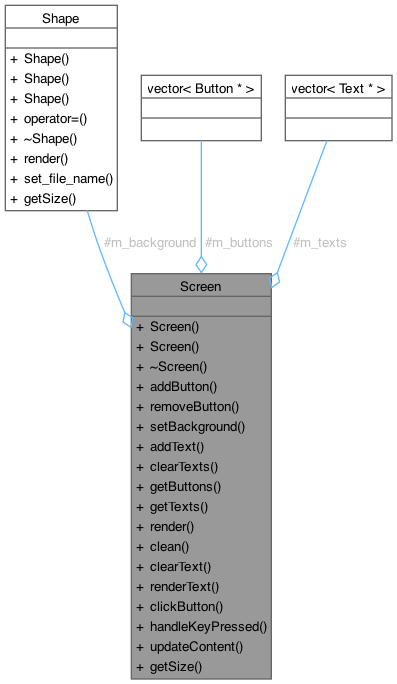 Shape
+ Shape()
+ Shape()
+ Shape()
+ operator=()
+ ~Shape()
+ render()
+ set_file_name()
+ getSize()
vector< Button * >
vector< Text * >
#m_background
#m_buttons
#m_texts
Screen
+ Screen()
+ Screen()
+ ~Screen()
+ addButton()
+ removeButton()
+ setBackground()
+ addText()
+ clearTexts()
+ getButtons()
+ getTexts()
+ render()
+ clean()
+ clearText()
+ renderText()
+ clickButton()
+ handleKeyPressed()
+ updateContent()
+ getSize()